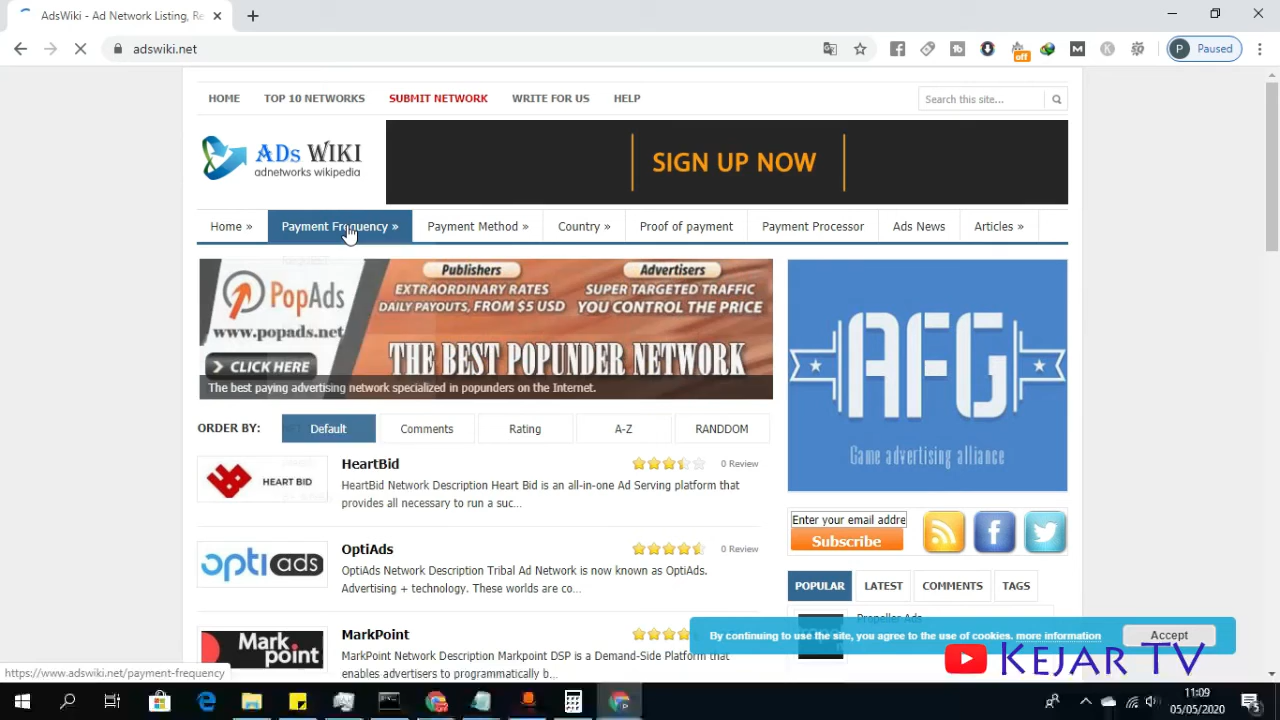 AdsWiki - Ad Network Listing, Re
adswiki.net
off
P Paused
HOME TOP 10 NETWORKS SUBMIT NETWORK WRITE FOR US HELP
Search this site...
ADs WIKI
adnetworks wikipedia
SIGN UP NOW
Home » Payment Frequency » Payment Method » Country » Proof of payment Payment Processor Ads News Articles »
PopAds
www.popads.net
CLICK HERE
Publishers
EXTRAORDINARY RATES
DAILY PAYOUTS, FROM $5 USD
Advertisers
SUPER TARGETED TRAFFIC
YOU CONTROL THE PRICE
THE BEST POPUNDER NETWORK
The best paying advertising network specialized in popunders on the Internet.
AFG
Game advertising alliance
ORDER BY: Default Comments Rating A-Z RANDDOM
HEART BID
HeartBid
0 Review
HeartBid Network Description Heart Bid is an all-in-one Ad Serving platform that
provides all necessary to run a suc...
Enter your email addre
Subscribe
optiads
OptiAds
0 Review
OptiAds Network Description Tribal Ad Network is now known as OptiAds.
Advertising + technology. These worlds are co...
POPULAR LATEST COMMENTS TAGS
Propeller Ads
Mark
point
MarkPoint
MarkPoint Network Description Markpoint DSP is a Demand-Side Platform that
enables advertisers to programmatically b...
By continuing to use the site, you agree to the use of cookies. more information
Accept
KEJAR TV
https://www.adswiki.net/payment-frequency
11:09
05/05/2020